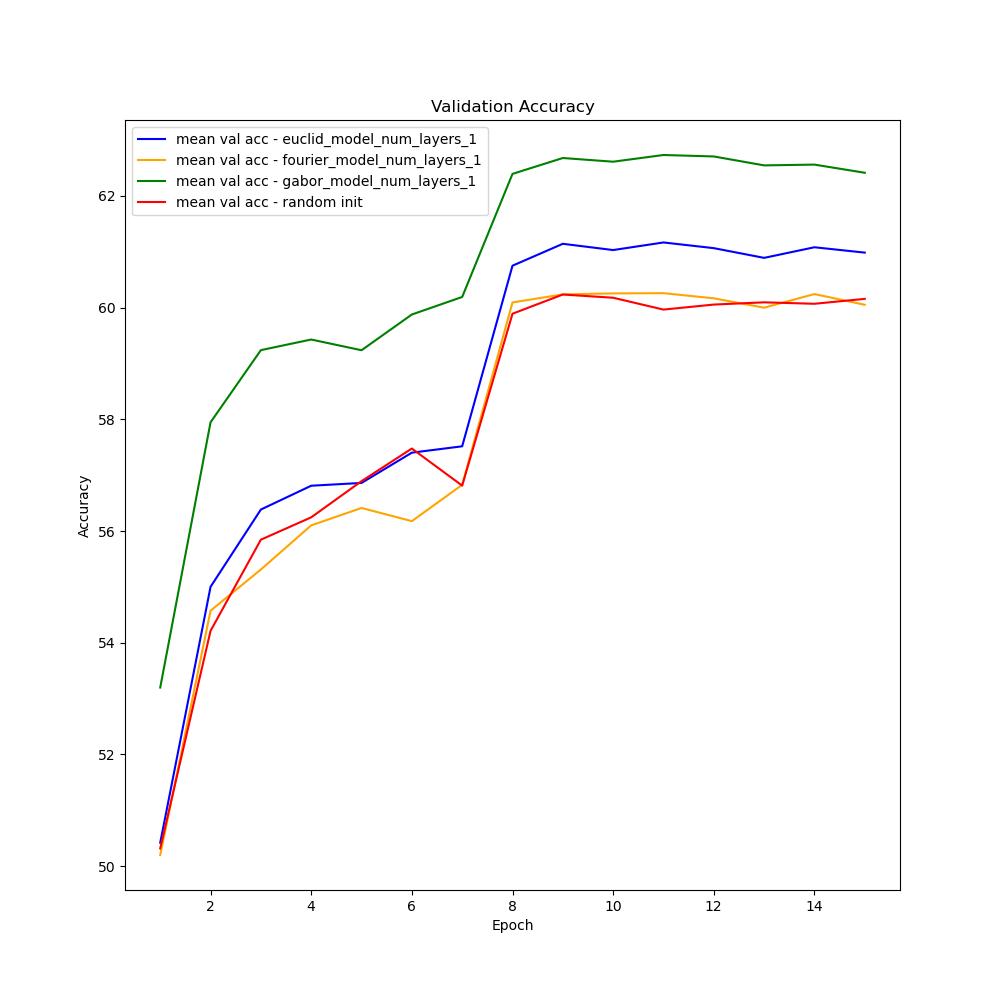 Validation Accuracy
mean val acc - euclid_model_num_layers_1
mean val acc - fourier_model_num_layers_1
mean val acc - gabor_model_num_layers_1
mean val acc - random init
Accuracy
62
60
58
56
54
52
50
2 4 6 8 10 12 14
Epoch